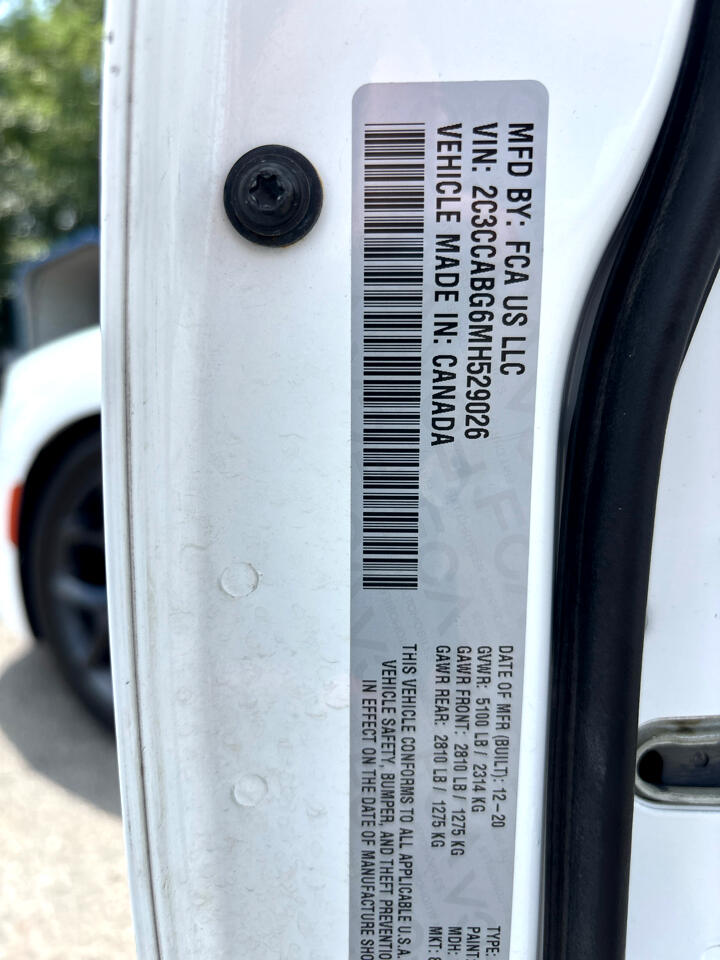 MFD BY: FCA US LLC
VIN: 2C3CCABG6MH529026
VEHICLE MADE IN: CANADA
DATE OF MFR (BUILT): 12-20
GVWR: 5100 LB / 2314 KG
GAWR FRONT: 2810 LB / 1275 KG
GAWR REAR: 2810 LB / 1275 KG
THIS VEHICLE CONFORMS TO ALL APPLICABLE U.S.A.
VEHICLE SAFETY, BUMPER, AND THEFT PREVENTIO
IN EFFECT ON THE DATE OF MANUFACTURE SHO
TYPE:
PAINT:
MDH:
MKT: 8